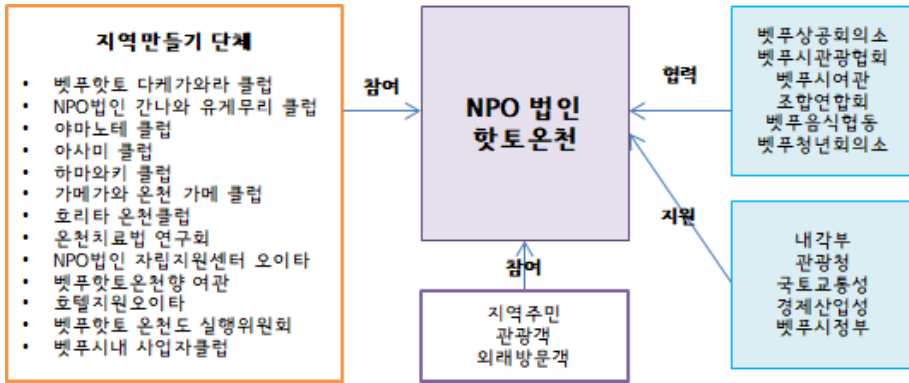 지역만들기 단체
• 벳푸핫토 다케가와라 클럽
• NPO법인 간나와 유게무리 클럽
• 야마노테 클럽
• 아사미 클럽
• 하마와키 클럽
• 가메가와 온천 가메 클럽
• 호리타 온천클럽
• 온천치료법 연구회
• NPO법인 자립지원센터 오이타
• 벳푸핫토온천향 여관
• 호텔지원오이타
• 벳푸핫토 온천도 실행위원회
• 벳푸시내 사업자클럽
참여
NPO 법인
핫토온천
협력
벳푸상공회의소
벳푸시관광협회
벳푸시여관
조합연합회
벳푸음식협동
벳푸청년회의소
지원
내각부
관광청
국토교통성
경제산업성
벳푸시정부
참여
지역주민
관광객
외래방문객